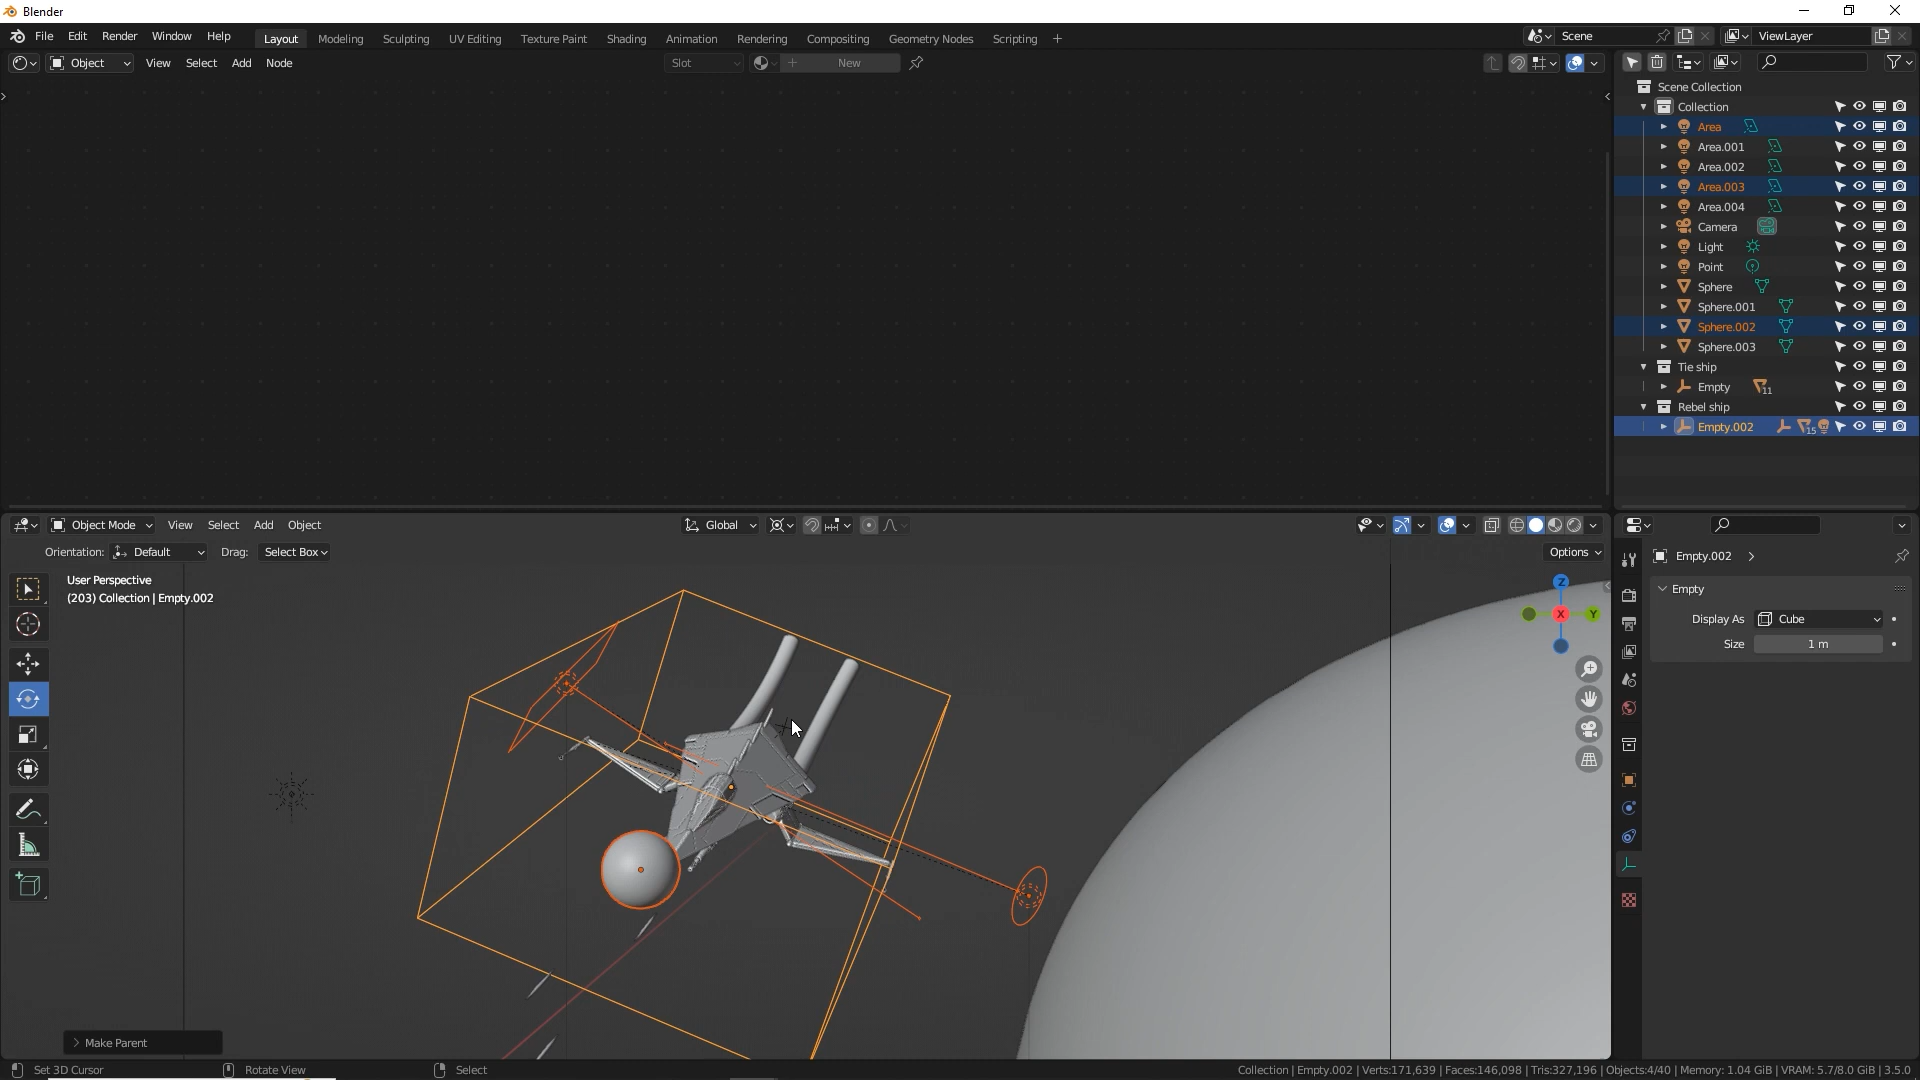 Blender
File Edit Render Window Help Layout Modeling Sculpting UV Editing Texture Paint Shading Animation Rendering Compositing Geometry Nodes Scripting + Scene ViewLayer
Object View Select Add Node Slot New
Scene Collection
Collection
Area
Area.001
Area.002
Area.003
Area.004
Camera
Light
Point
Sphere
Sphere.001
Sphere.002
Sphere.003
Tie ship
Empty 11
Rebel ship
Empty.002 15
Object Mode View Select Add Object Global
Orientation: Default Drag: Select Box Options
User Perspective
(203) Collection | Empty.002
Z
X Y
Empty.002
Empty
Display As Cube
Size 1 m
Make Parent
Set 3D Cursor Rotate View Select Collection | Empty.002 | Verts:171,639 | Faces:146,098 | Tris:327,196 | Objects:4/40 | Memory: 1.04 GiB | VRAM: 5.7/8.0 GiB | 3.5.0